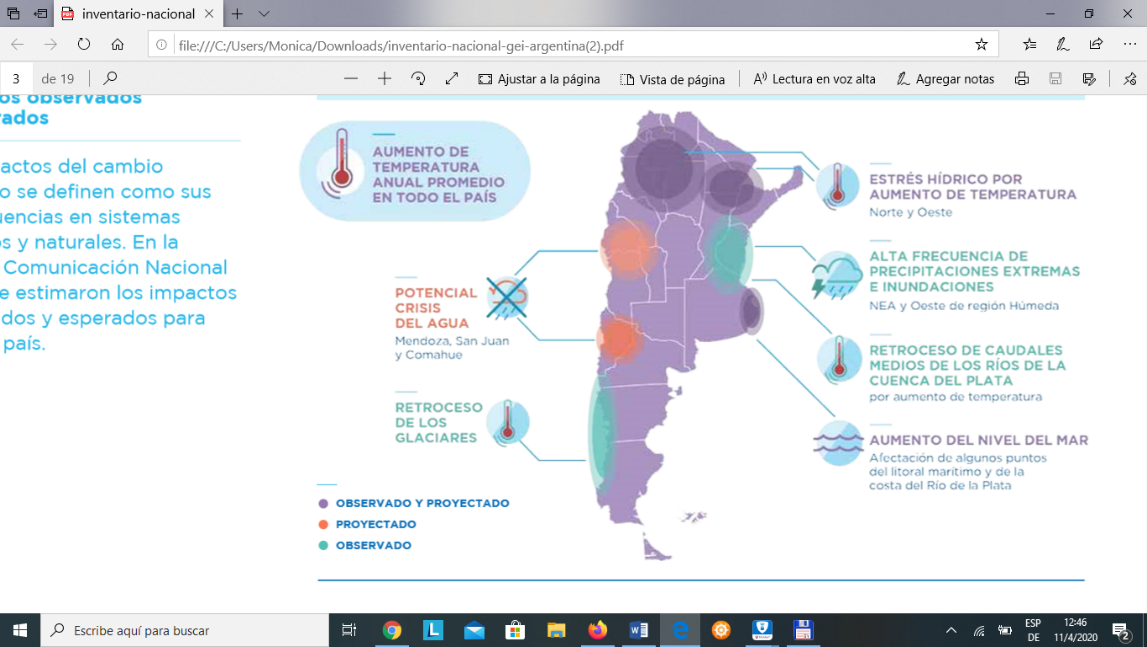 inventario-nacional
file:///C:/Users/Monica/Downloads/inventario-nacional-gei-argentina(2).pdf
3 de 19
Ajustar a la página
Vista de página
Lectura en voz alta
Agregar notas
os observados
rados
actos del cambio
o se definen como sus
uencias en sistemas
os y naturales. En la
Comunicación Nacional
e estimaron los impactos
dos y esperados para
país.
AUMENTO DE
TEMPERATURA
ANUAL PROMEDIO
EN TODO EL PAÍS
POTENCIAL
CRISIS
DEL AGUA
Mendoza, San Juan
y Comahue
RETROCESO
DE LOS
GLACIARES
ESTRÉS HÍDRICO POR
AUMENTO DE TEMPERATURA
Norte y Oeste
ALTA FRECUENCIA DE
PRECIPITACIONES EXTREMAS
E INUNDACIONES
NEA y Oeste de región Húmeda
RETROCESO DE CAUDALES
MEDIOS DE LOS RÍOS DE LA
CUENCA DEL PLATA
por aumento de temperatura
AUMENTO DEL NIVEL DEL MAR
Afectación de algunos puntos
del litoral marítimo y de la
costa del Río de la Plata
OBSERVADO Y PROYECTADO
PROYECTADO
OBSERVADO
Escribe aquí para buscar
ESP
DE
12:46
11/4/2020
2